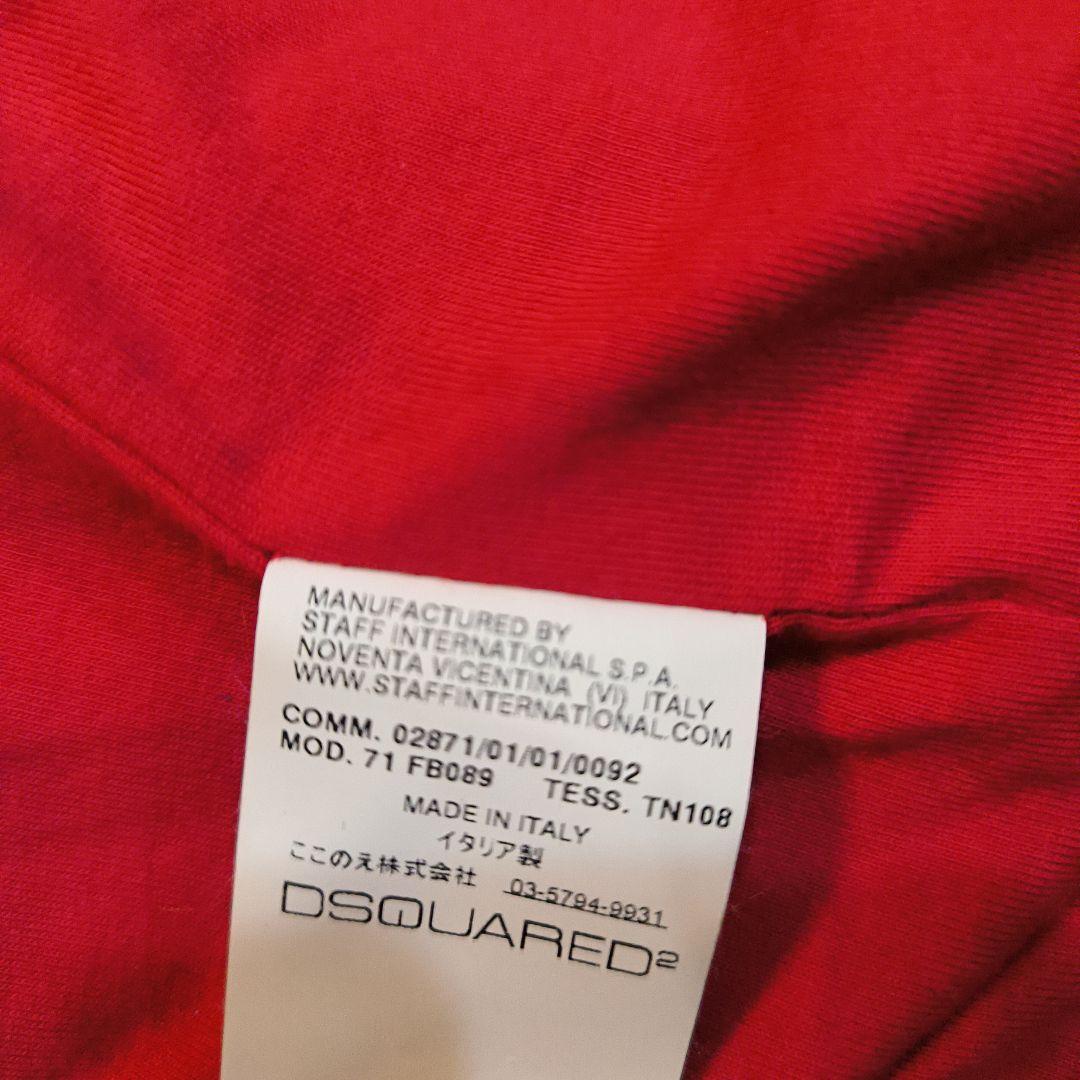 MANUFACTURED BY
STAFF INTERNATIONAL S.P.A.
NOVENTA VICENTINA (VI) ITALY
WWW.STAFFINTERNATIONAL.COM
COMM. 02871/01/01/0092
MOD. 71 FB089 TESS. TN108
MADE IN ITALY
イタリア製
ここのえ株式会社 03-5794-9931
DSQUARED2